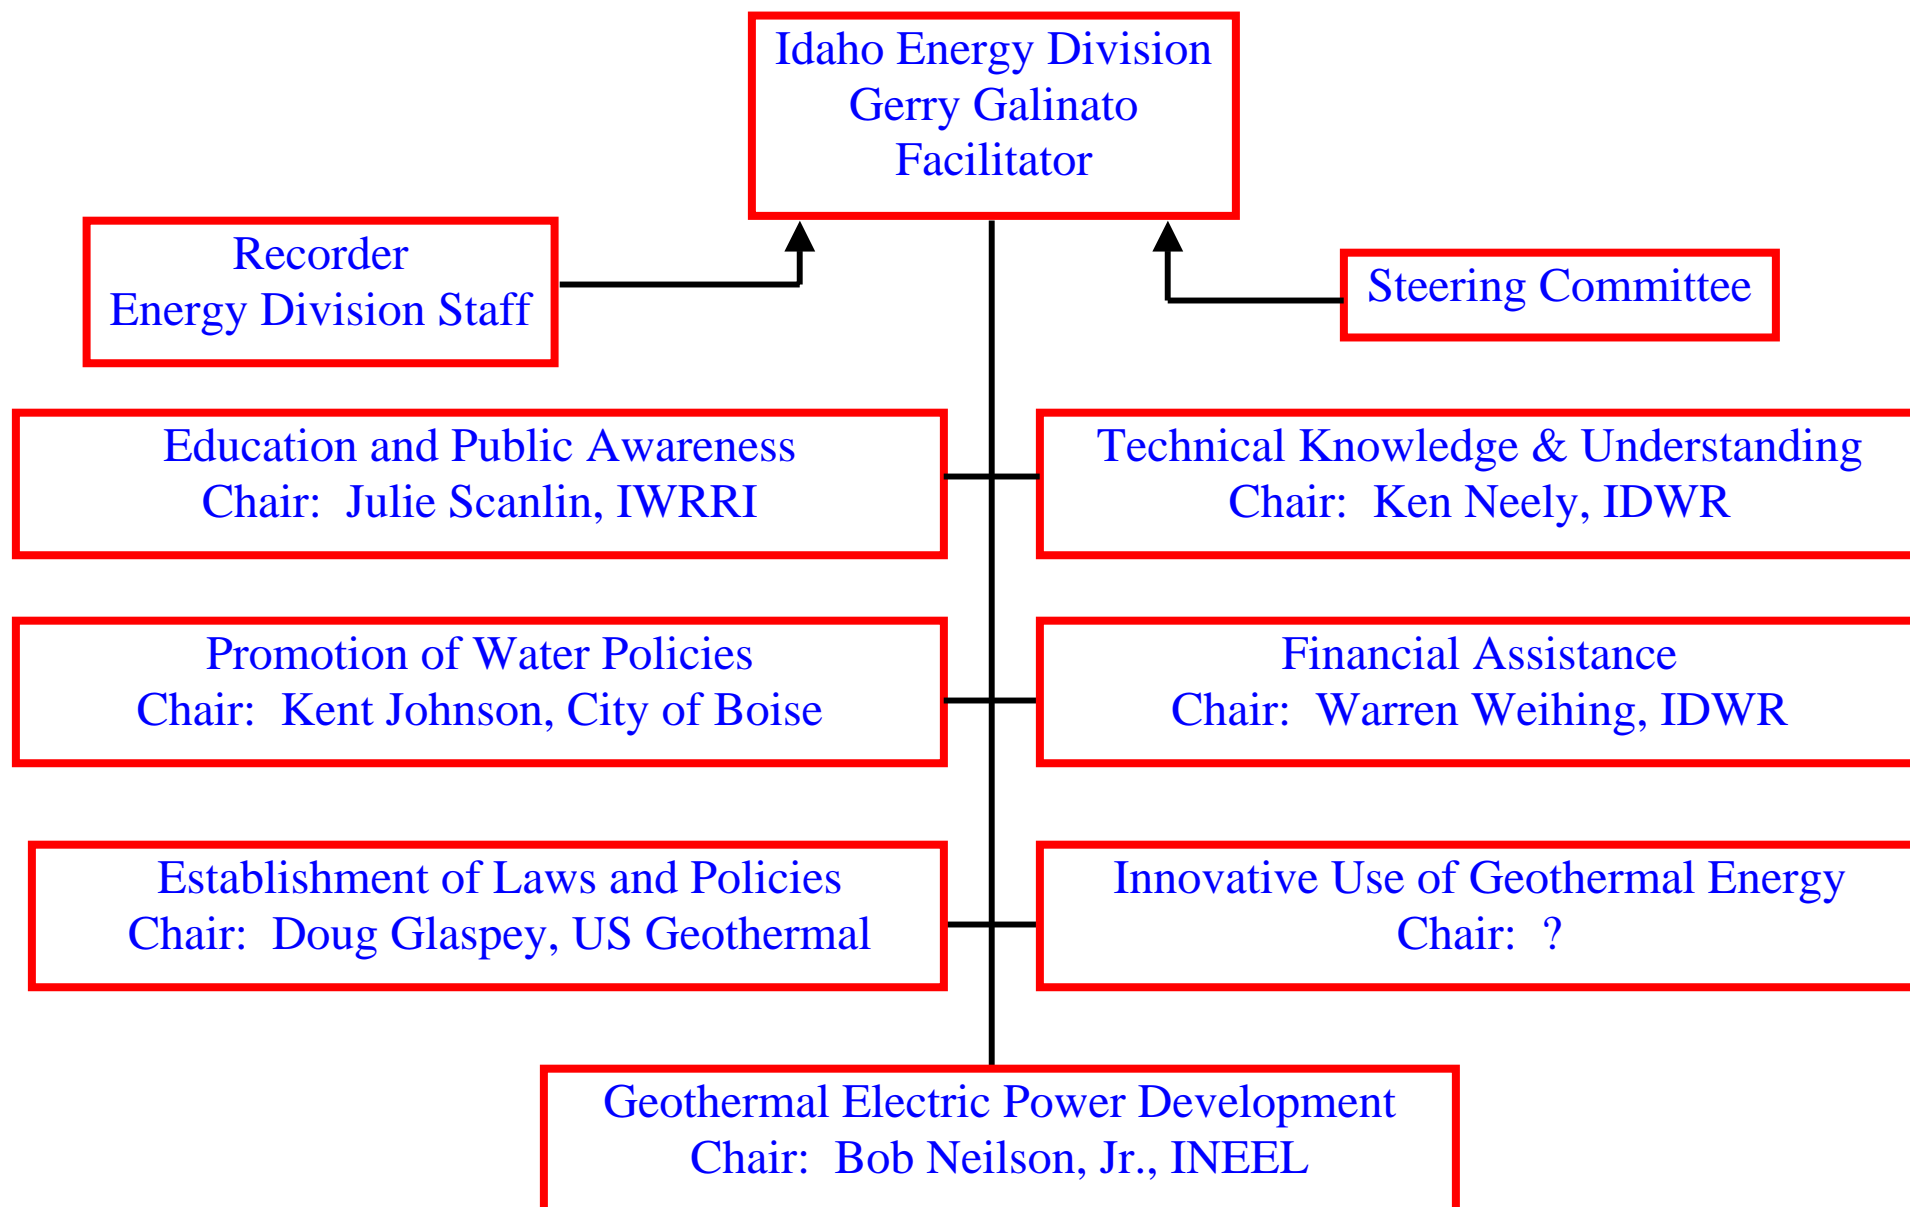 Idaho Energy Division
Gerry Galinato
Facilitator
Recorder
Energy Division Staff
Steering Committee
Education and Public Awareness
Chair:  Julie Scanlin, IWRRI
Technical Knowledge & Understanding
Chair:  Ken Neely, IDWR
Promotion of Water Policies
Chair:  Kent Johnson, City of Boise
Financial Assistance
Chair:  Warren Weihing, IDWR
Establishment of Laws and Policies
Chair:  Doug Glaspey, US Geothermal
Innovative Use of Geothermal Energy
Chair:  ?
Geothermal Electric Power Development
Chair:  Bob Neilson, Jr., INEEL